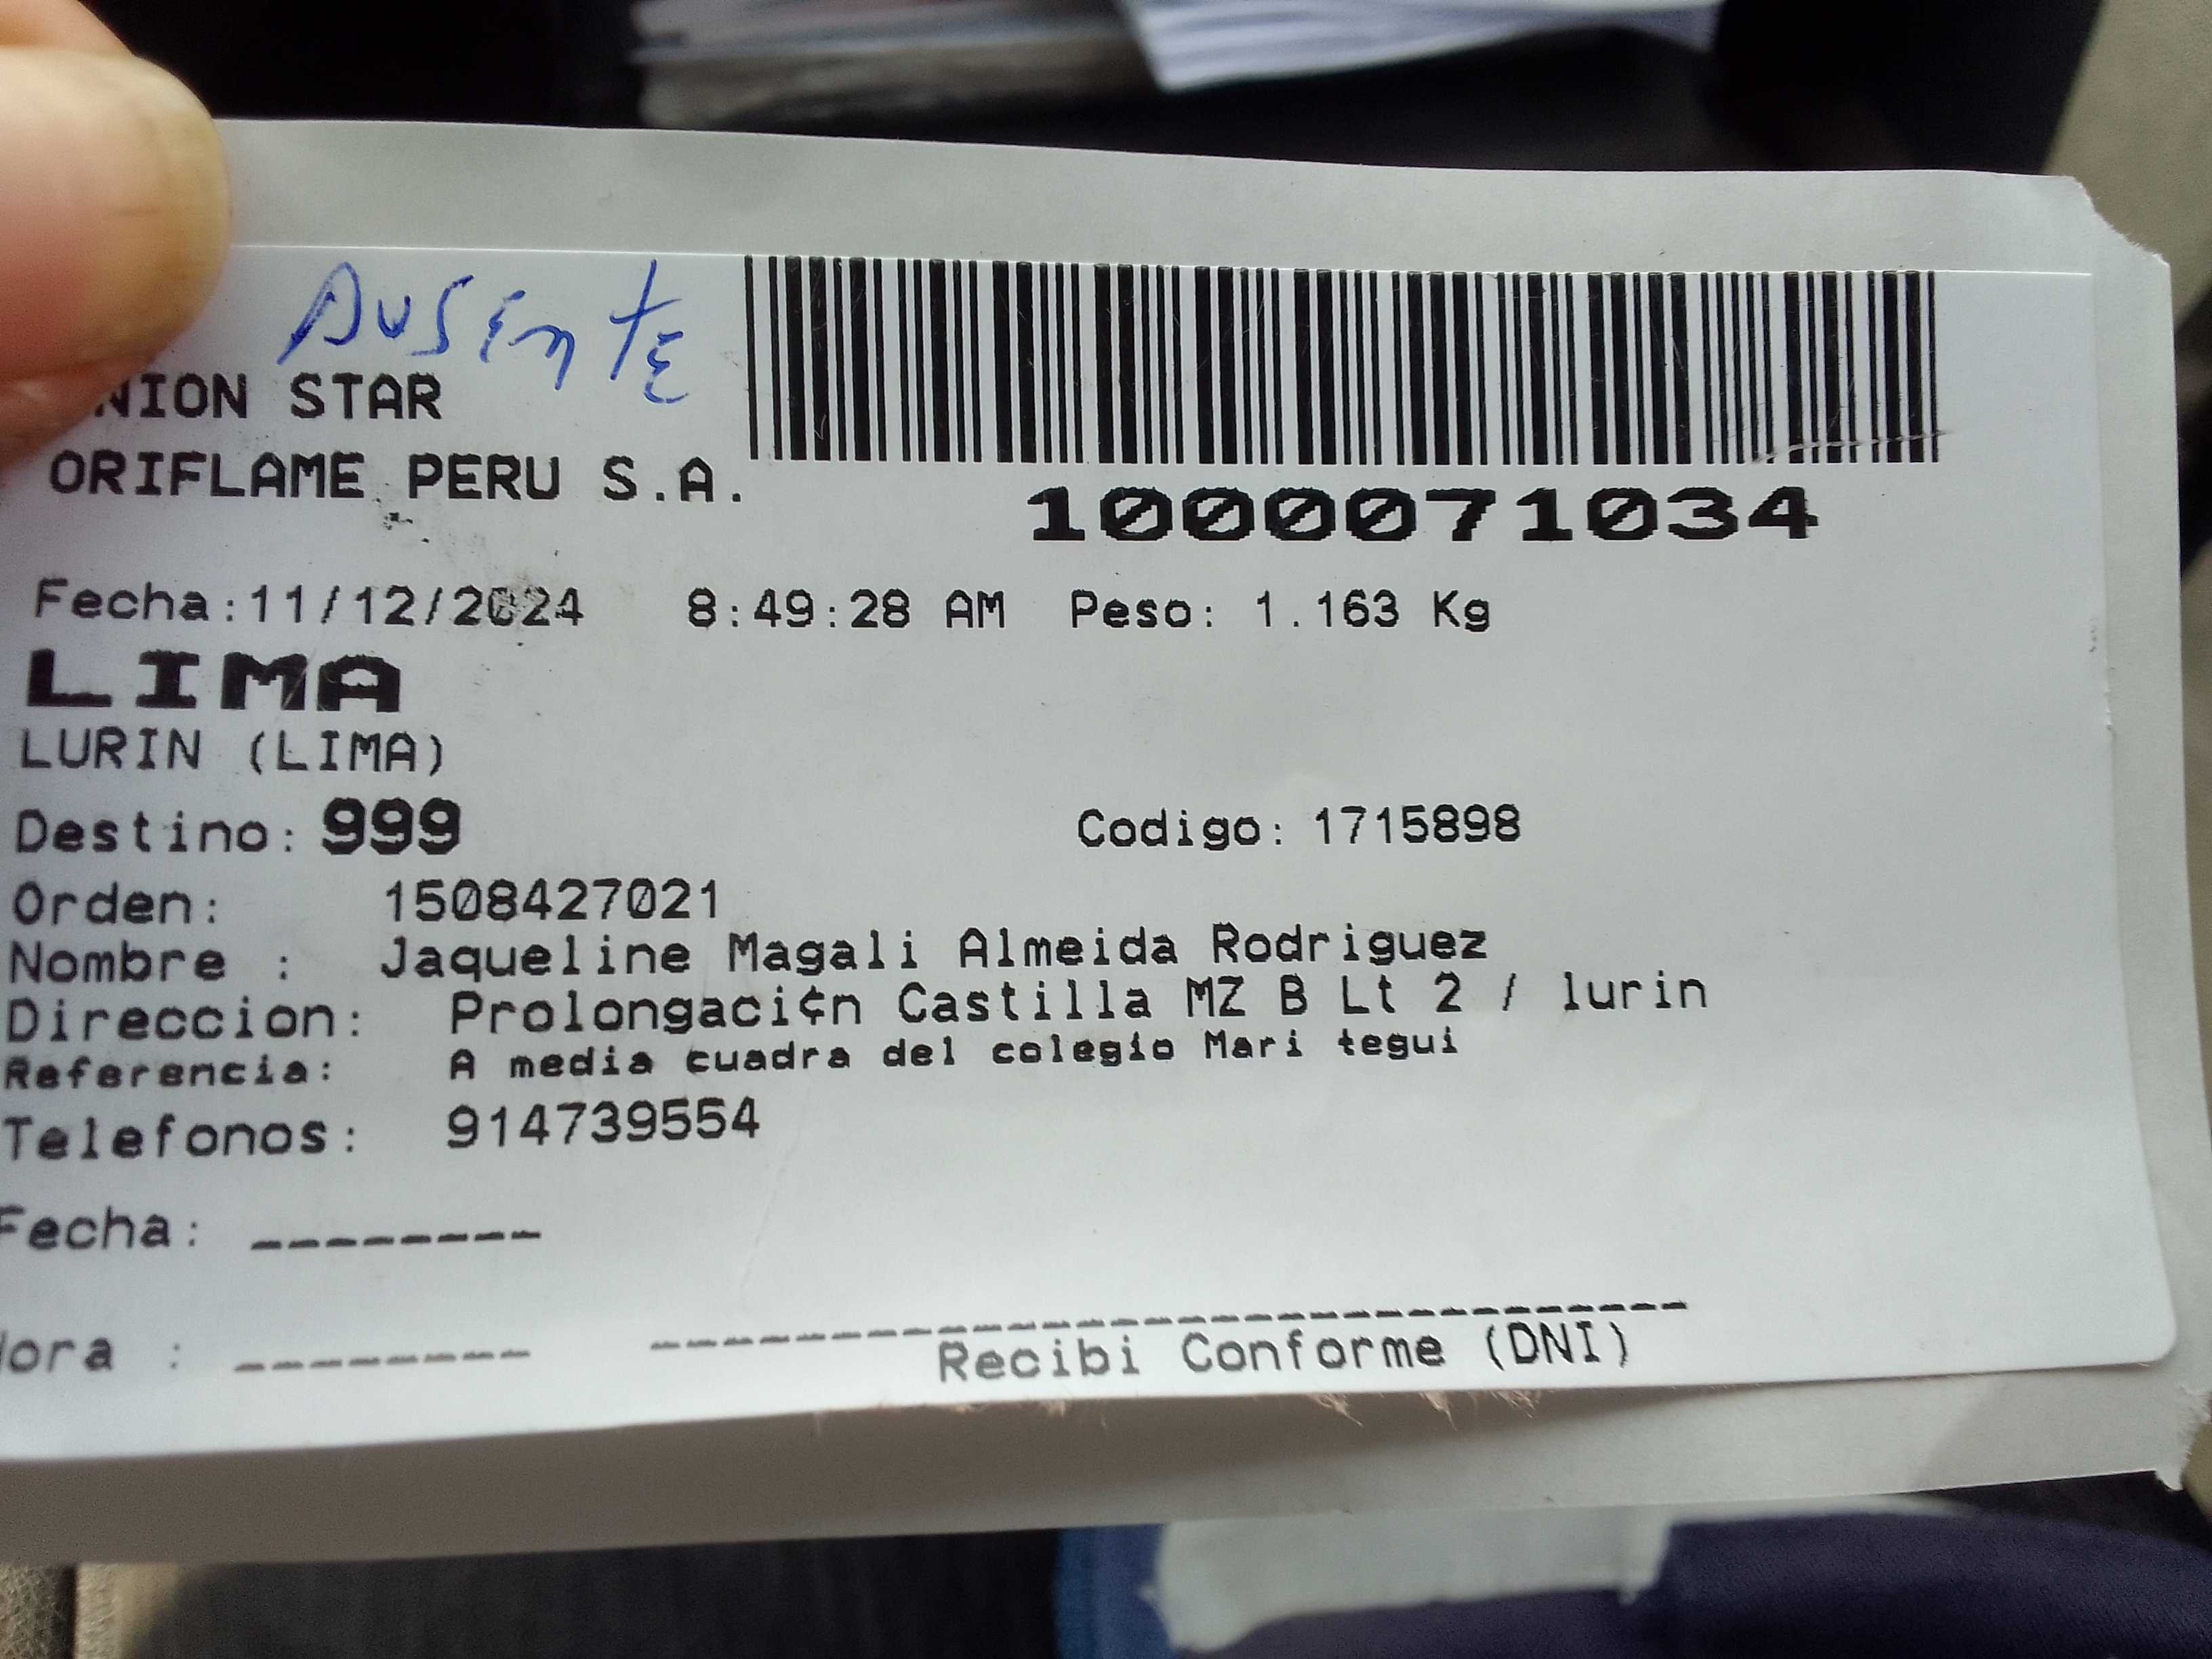 Ausente
NION STAR
ORIFLAME PERU S.A.
1000071034
Fecha:11/12/2024 8:49:28 AM Peso: 1.163 Kg
LIMA
LURIN (LIMA)
Destino: 999 Codigo: 1715898
Orden: 1508427021
Nombre : Jaqueline Magali Almeida Rodriguez
Direccion: Prolongaci¢n Castilla MZ B Lt 2 / lurin
Referencia: A media cuadra del colegio Mari tegui
Telefonos: 914739554
Fecha: ________
ora : _________
Recibi Conforme (DNI)